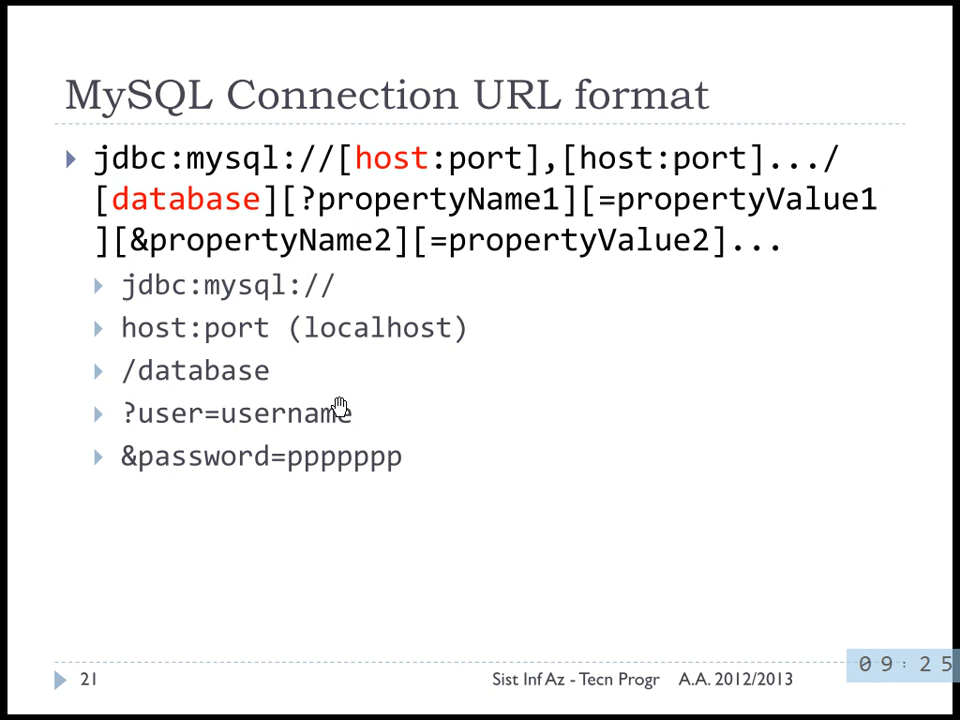 MySQL Connection URL format
jdbc:mysql://[host:port],[host:port].../
[database][?propertyName1][=propertyValue1
][&propertyName2][=propertyValue2]...
jdbc:mysql://
host:port (localhost)
/database
?user=username
&password=ppppppp
21
Sist Inf Az - Tecn Progr A.A. 2012/2013
09:25